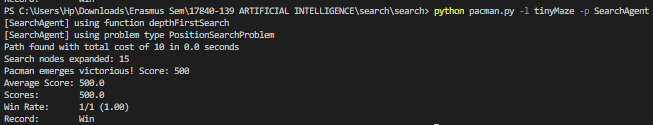 Record: Win
PS C:\Users\Hp\Downloads\Erasmus Sem\17840-139 ARTIFICIAL INTELLIGENCE\search\search> python pacman.py -l tinyMaze -p SearchAgent
[SearchAgent] using function depthFirstSearch
[SearchAgent] using problem type PositionSearchProblem
Path found with total cost of 10 in 0.0 seconds
Search nodes expanded: 15
Pacman emerges victorious! Score: 500
Average Score: 500.0
Scores: 500.0
Win Rate: 1/1 (1.00)
Record: Win